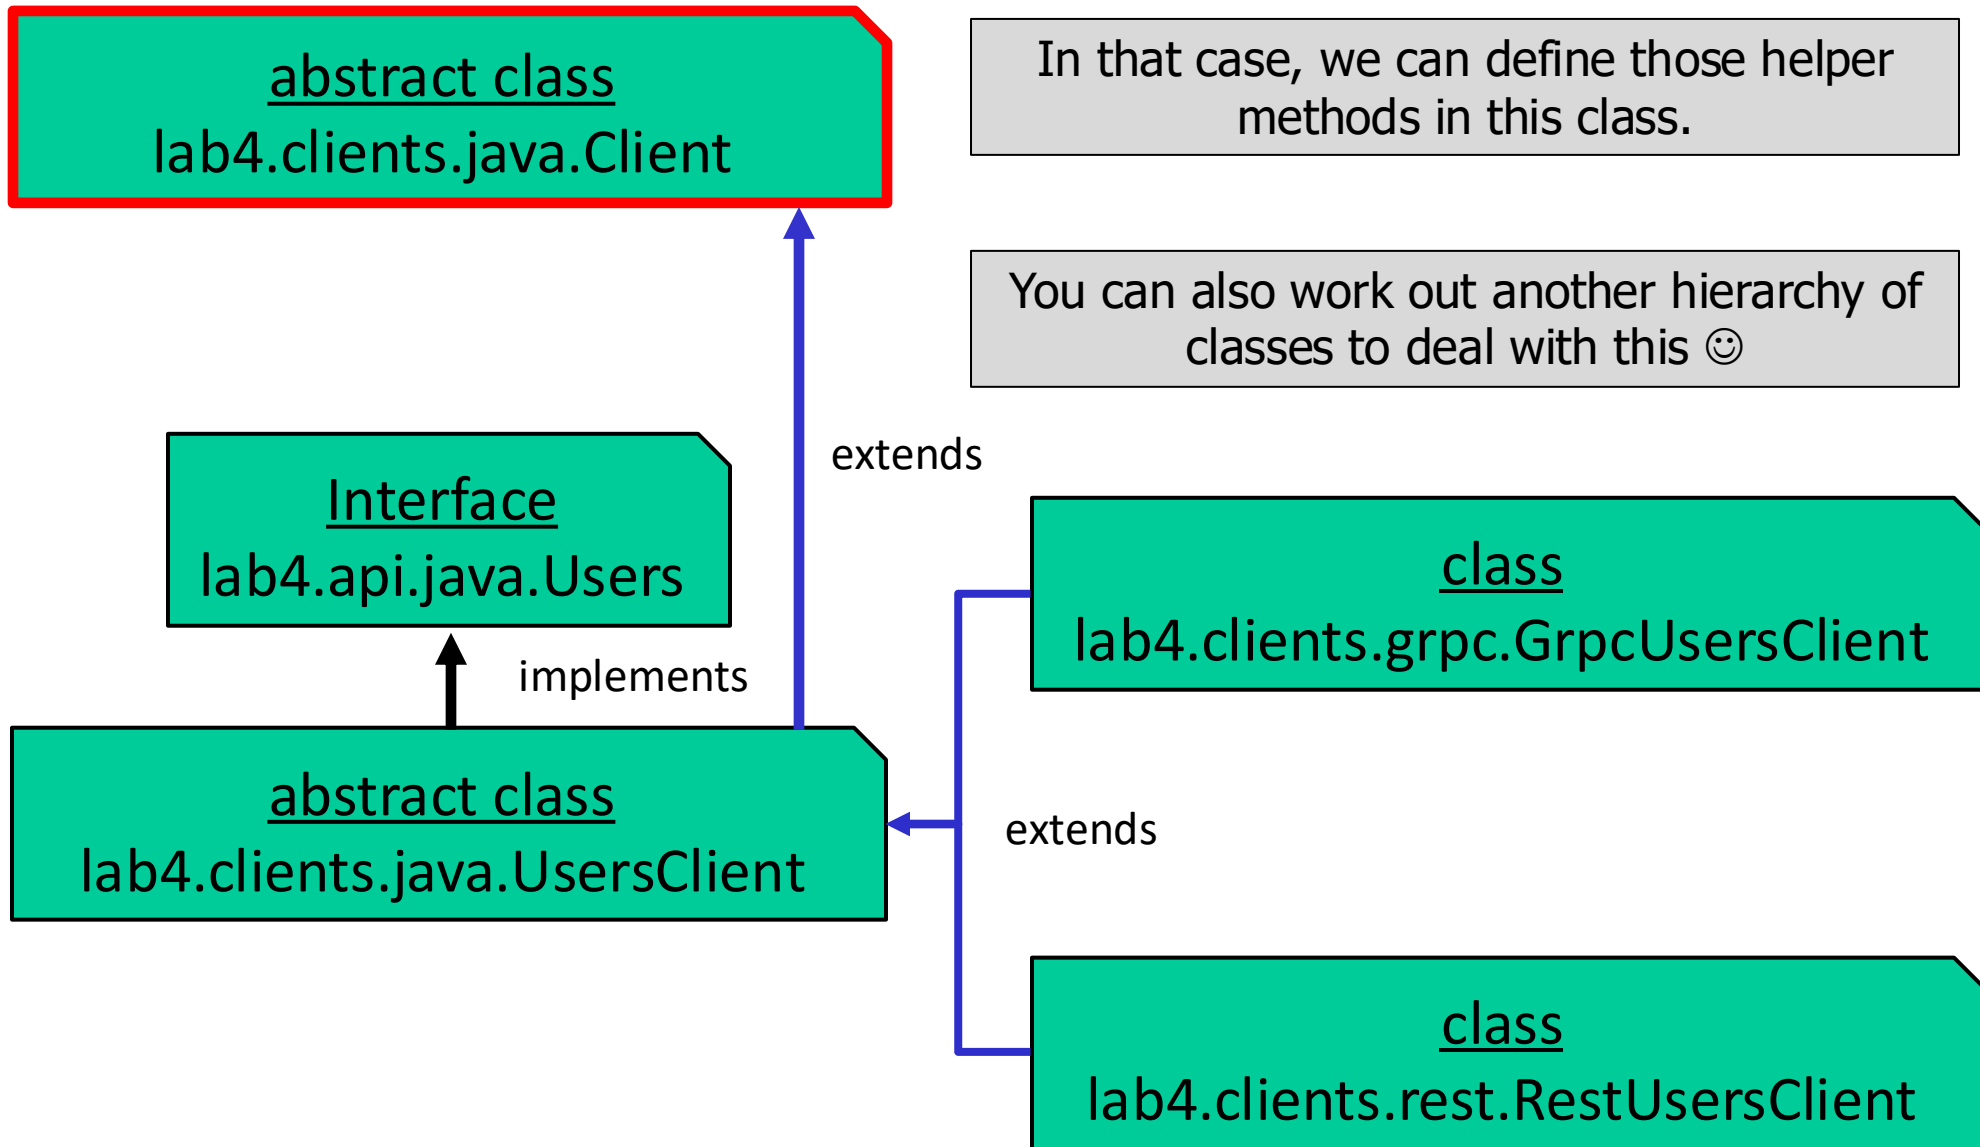 abstract class
lab4.clients.java.Client
In that case, we can define those helper
methods in this class.
You can also work out another hierarchy of
classes to deal with this ☺
extends
Interface
lab4.api.java.Users
implements
class
lab4.clients.grpc.GrpcUsersClient
abstract class
lab4.clients.java.UsersClient
extends
class
lab4.clients.rest.RestUsersClient